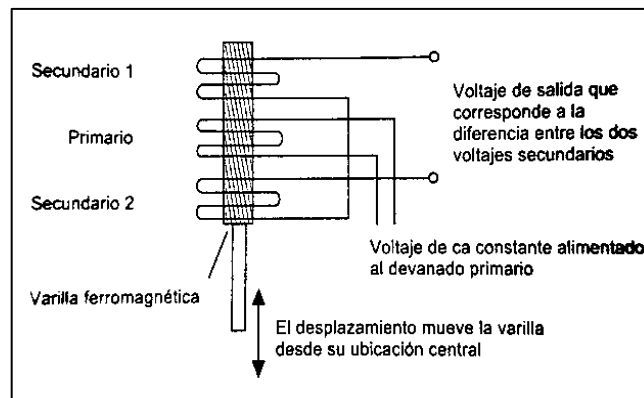 Secundario 1
Primario
Secundario 2
Varilla ferromagnética
Voltaje de salida que
corresponde a la
diferencia entre los dos
voltajes secundarios
Voltaje de ca constante alimentado
al devanado primario
El desplazamiento mueve la varilla
desde su ubicación central